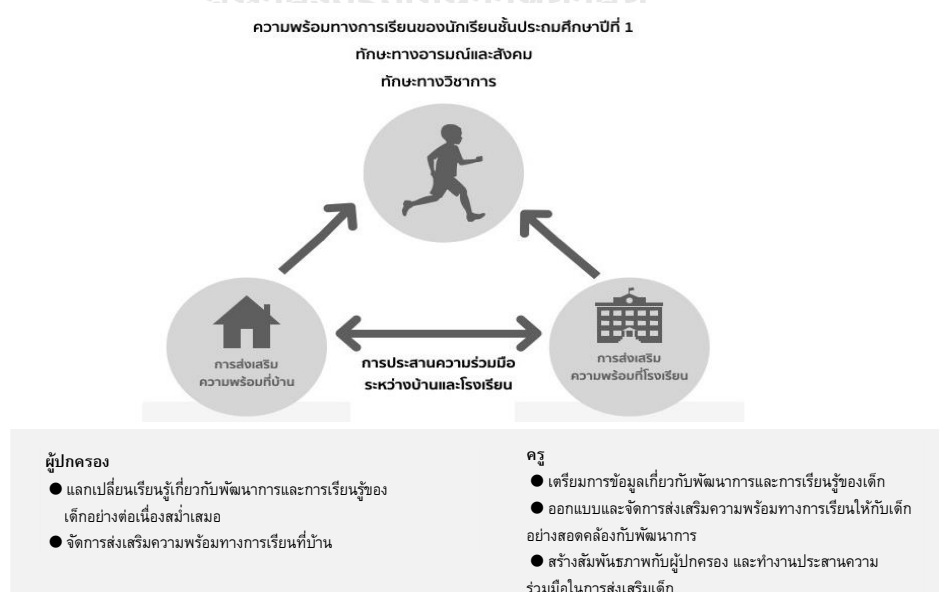 ความพร้อมทางการเรียนของนักเรียนชั้นประถมศึกษาปีที่ 1
ทักษะทางอารมณ์และสังคม
ทักษะทางวิชาการ
การส่งเสริม
ความพร้อมที่บ้าน
การประสานความร่วมมือ
ระหว่างบ้านและโรงเรียน
การส่งเสริม
ความพร้อมที่โรงเรียน
ผู้ปกครอง
● แลกเปลี่ยนเรียนรู้เกี่ยวกับพัฒนาการและการเรียนรู้ของ
เด็กอย่างต่อเนื่องสม่ำเสมอ
● จัดการส่งเสริมความพร้อมทางการเรียนที่บ้าน
ครู
● เตรียมการข้อมูลเกี่ยวกับพัฒนาการและการเรียนรู้ของเด็ก
● ออกแบบและจัดการส่งเสริมความพร้อมทางการเรียนให้กับเด็ก
อย่างสอดคล้องกับพัฒนาการ
● สร้างสัมพันธภาพกับผู้ปกครอง และทำงานประสานความ
ร่วมมือในการส่งเสริมเด็ก